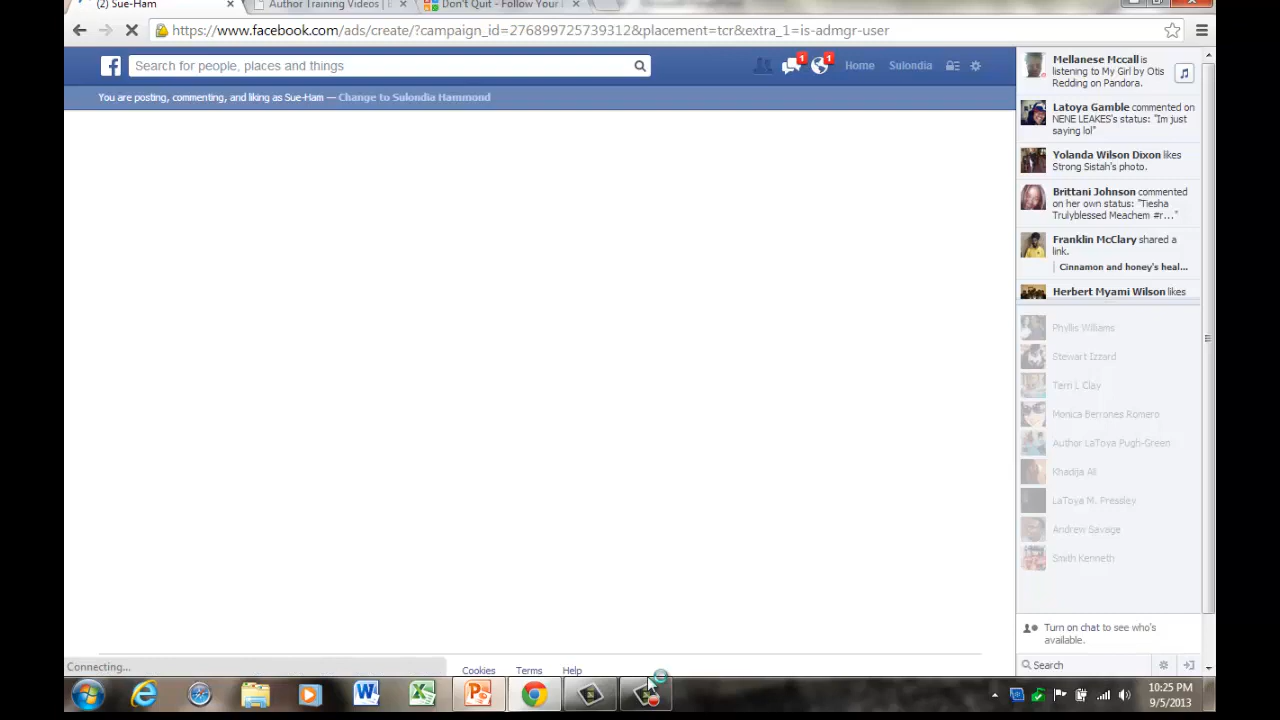 (2) Sue-Ham
Author Training Videos | E
Don't Quit - Follow Your
https://www.facebook.com/ads/create/?campaign_id=276899725739312&placement=tcr&extra_1=is-admgr-user
Search for people, places and things
1
1
Home
Sulondia
You are posting, commenting, and liking as Sue-Ham — Change to Sulondia Hammond
Mellanese Mccall is
listening to My Girl by Otis
Redding on Pandora.
Latoya Gamble commented on
NENE LEAKES's status: "Im just
saying lol"
Yolanda Wilson Dixon likes
Strong Sistah's photo.
Brittani Johnson commented
on her own status: "Tiesha
Trulyblessed Meachem #r..."
Franklin McClary shared a
link.
Cinnamon and honey's heal...
Herbert Myami Wilson likes
Phyllis Williams
Stewart Izzard
Terri L Clay
Monica Berrones Romero
Author LaToya Pugh-Green
Khadija Ali
LaToya M. Pressley
Andrew Savage
Smith Kenneth
Turn on chat to see who's
available.
Search
Connecting...
Cookies
Terms
Help
10:25 PM
9/5/2013